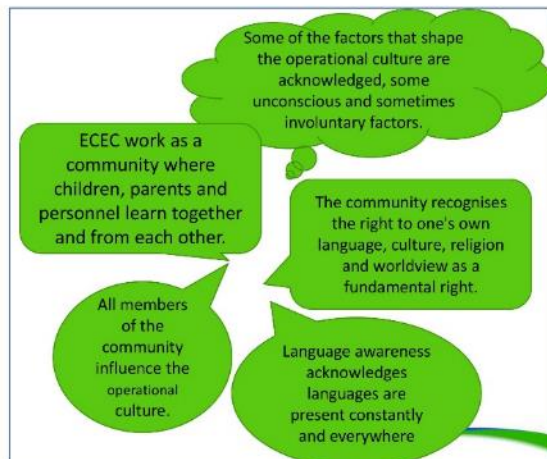 Some of the factors that shape
the operational culture are
acknowledged, some
unconscious and sometimes
involuntary factors.
ECEC work as a
community where
children, parents and
personnel learn together
and from each other.
The community recognises
the right to one's own
language, culture, religion
and worldview as a
fundamental right.
All members
of the
community
influence the
operational
culture.
Language awareness
acknowledges
languages are
present constantly
and everywhere